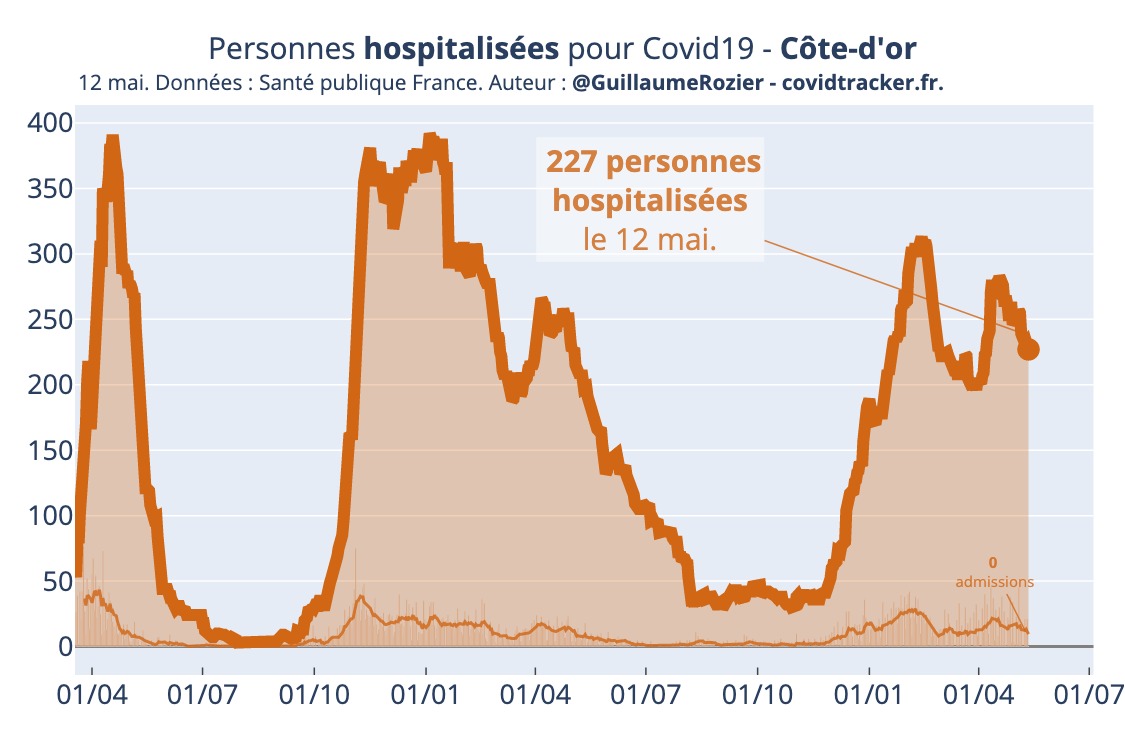 Personnes hospitalisées pour Covid19 - Côte-d'or
12 mai. Données : Santé publique France. Auteur : @GuillaumeRozier - covidtracker.fr.
400
350
300
250
200
150
100
50
0
227 personnes
hospitalisées
le 12 mai.
0
admissions
01/04 01/07 01/10 01/01 01/04 01/07 01/10 01/01 01/04 01/07